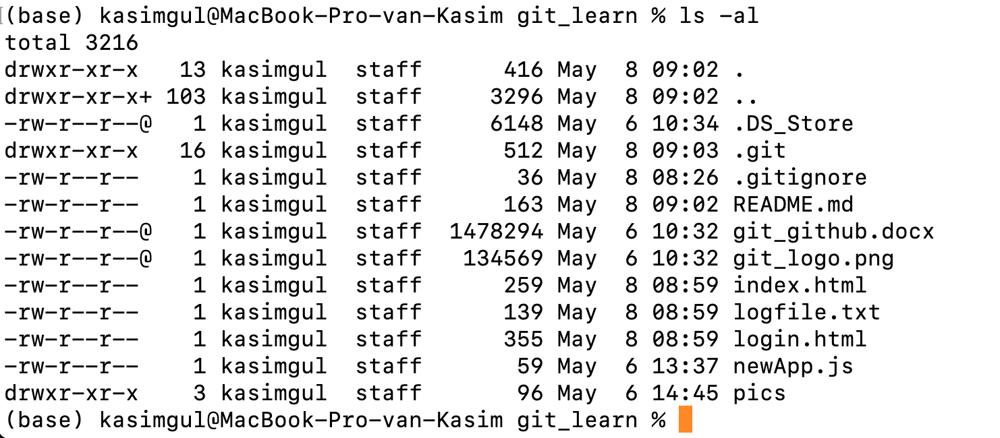 (base) kasimgul@MacBook-Pro-van-Kasim git_learn % ls -al
total 3216
drwxr-xr-x   13 kasimgul  staff      416 May  8 09:02 .
drwxr-xr-x+ 103 kasimgul  staff     3296 May  8 09:02 ..
-rw-r--r--@   1 kasimgul  staff     6148 May  6 10:34 .DS_Store
drwxr-xr-x   16 kasimgul  staff      512 May  8 09:03 .git
-rw-r--r--    1 kasimgul  staff       36 May  8 08:26 .gitignore
-rw-r--r--    1 kasimgul  staff      163 May  8 09:02 README.md
-rw-r--r--@   1 kasimgul  staff  1478294 May  6 10:32 git_github.docx
-rw-r--r--@   1 kasimgul  staff   134569 May  6 10:32 git_logo.png
-rw-r--r--    1 kasimgul  staff      259 May  8 08:59 index.html
-rw-r--r--    1 kasimgul  staff      139 May  8 08:59 logfile.txt
-rw-r--r--    1 kasimgul  staff      355 May  8 08:59 login.html
-rw-r--r--    1 kasimgul  staff       59 May  6 13:37 newApp.js
drwxr-xr-x    3 kasimgul  staff       96 May  6 14:45 pics
(base) kasimgul@MacBook-Pro-van-Kasim git_learn %